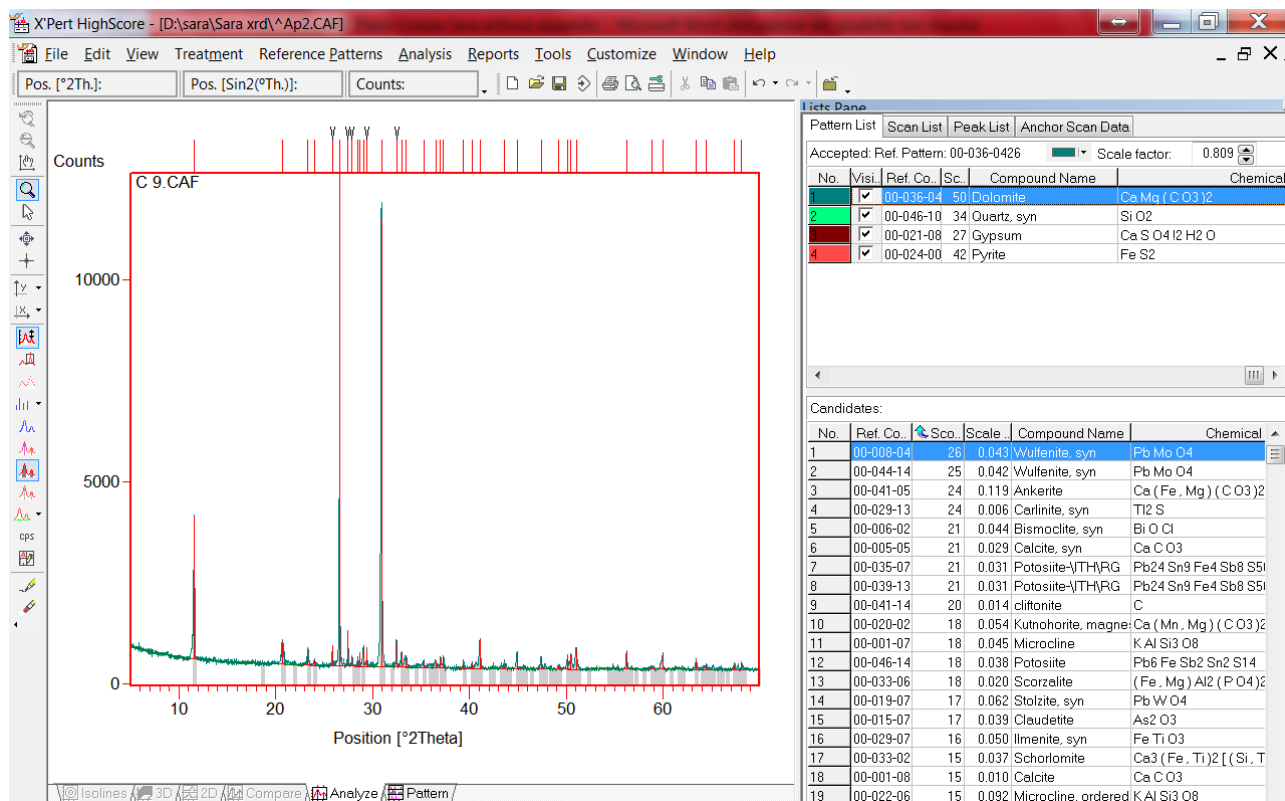 X'Pert HighScore - [D:\sara\Sara xrd\^Ap2.CAF]
File Edit View Treatment Reference Patterns Analysis Reports Tools Customize Window Help
Pos. [°2Th.]: Pos. [Sin2(°Th.)]: Counts:
Lists Pane
Pattern List Scan List Peak List Anchor Scan Data
Accepted: Ref. Pattern: 00-036-0426 Scale factor: 0.809
No. Visi.. Ref. Co.. Sc.. Compound Name Chemical
1 00-036-04 50 Dolomite Ca Mg ( C O3 )2
2 00-046-10 34 Quartz, syn Si O2
3 00-021-08 27 Gypsum Ca S O4 !2 H2 O
4 00-024-00 42 Pyrite Fe S2
Counts
C 9.CAF
10000
5000
0
10 20 30 40 50 60
Position [°2Theta]
Candidates:
No. Ref. Co.. Sco.. Scale .. Compound Name Chemical
1 00-008-04 26 0.043 Wulfenite, syn Pb Mo O4
2 00-044-14 25 0.042 Wulfenite, syn Pb Mo O4
3 00-041-05 24 0.119 Ankerite Ca ( Fe , Mg ) ( C O3 )2
4 00-029-13 24 0.006 Carlinite, syn Tl2 S
5 00-006-02 21 0.044 Bismoclite, syn Bi O Cl
6 00-005-05 21 0.029 Calcite, syn Ca C O3
7 00-035-07 21 0.031 Potosiite-\ITH\RG Pb24 Sn9 Fe4 Sb8 S5
8 00-039-13 21 0.031 Potosiite-\ITH\RG Pb24 Sn9 Fe4 Sb8 S5
9 00-041-14 20 0.014 cliftonite C
10 00-020-02 18 0.054 Kutnohorite, magne: Ca ( Mn , Mg ) ( C O3 )2
11 00-001-07 18 0.045 Microcline K Al Si3 O8
12 00-046-14 18 0.038 Potosiite Pb6 Fe Sb2 Sn2 S14
13 00-033-06 18 0.020 Scorzalite ( Fe , Mg ) Al2 ( P O4 )2
14 00-019-07 17 0.062 Stolzite, syn Pb W O4
15 00-015-07 17 0.039 Claudetite As2 O3
16 00-029-07 16 0.050 Ilmenite, syn Fe Ti O3
17 00-033-02 15 0.037 Schorlomite Ca3 ( Fe , Ti )2 [ ( Si , T
18 00-001-08 15 0.010 Calcite Ca C O3
19 00-022-06 15 0.092 Microcline, ordered K Al Si3 O8
cps
Isolines 3D 2D Compare Analyze Pattern